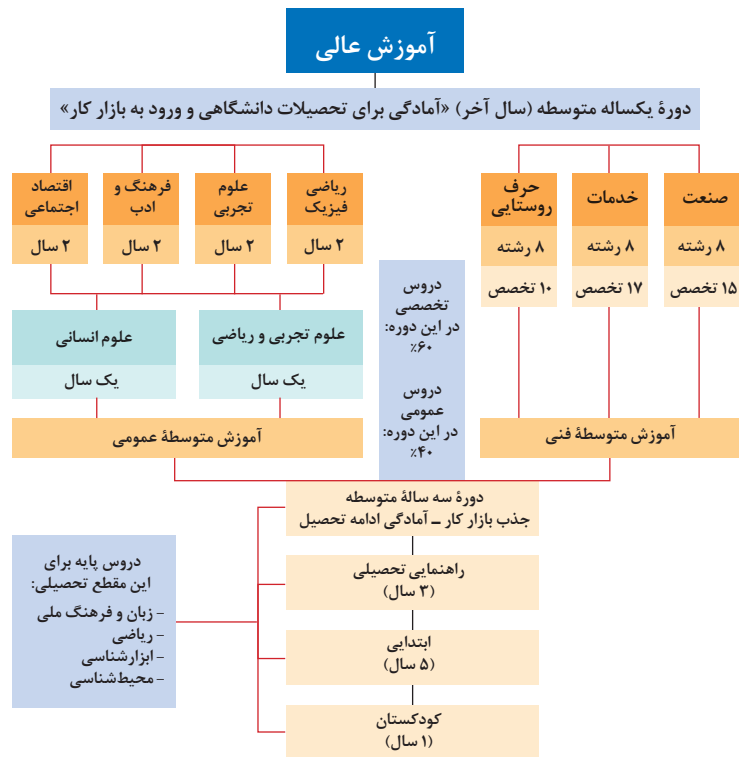 آموزش عالی
دورهٔ یکساله متوسطه (سال آخر) «آمادگی برای تحصیلات دانشگاهی و ورود به بازار کار»
صنعت
۸ رشته
۱۵ تخصص
خدمات
۸ رشته
۱۷ تخصص
حرف
روستایی
۸ رشته
۱۰ تخصص
ریاضی
فیزیک
۲ سال
علوم
تجربی
۲ سال
فرهنگ و
ادب
۲ سال
اقتصاد
اجتماعی
۲ سال
دروس
تخصصی
در این دوره:
٪۶۰
دروس
عمومی
در این دوره:
٪۴۰
علوم تجربی و ریاضی
یک سال
علوم انسانی
یک سال
آموزش متوسطهٔ فنی
آموزش متوسطهٔ عمومی
دورهٔ سه سالهٔ متوسطه
جذب بازار کار – آمادگی ادامه تحصیل
راهنمایی تحصیلی
(۳ سال)
ابتدایی
(۵ سال)
کودکستان
(۱ سال)
دروس پایه برای
این مقطع تحصیلی:
– زبان و فرهنگ ملی
– ریاضی
– ابزارشناسی
– محیط‌شناسی